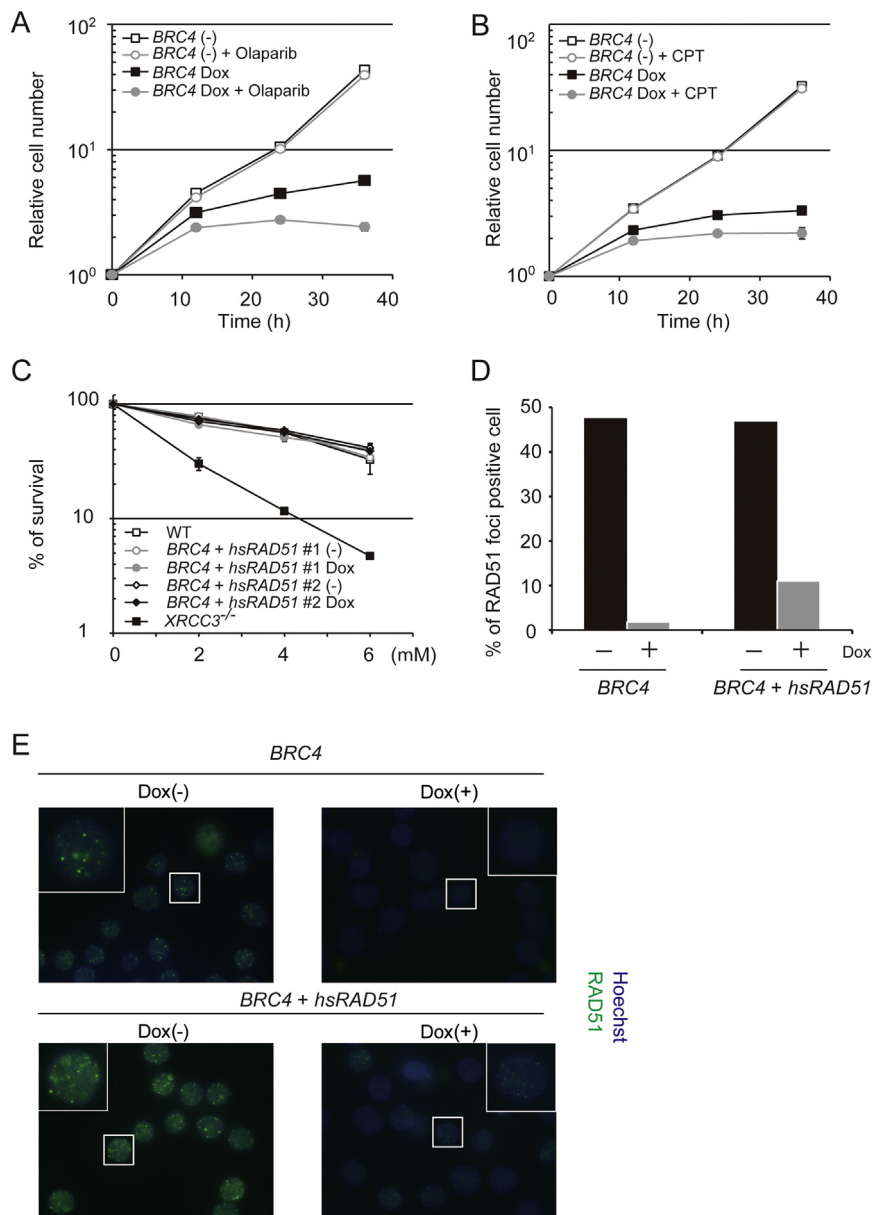 A
10²
10¹
10⁰
Relative cell number
BRC4 (-)
BRC4 (-) + Olaparib
BRC4 Dox
BRC4 Dox + Olaparib
0
10
20
30
40
Time (h)
B
10²
10¹
10⁰
Relative cell number
BRC4 (-)
BRC4 (-) + CPT
BRC4 Dox
BRC4 Dox + CPT
0
10
20
30
40
Time (h)
C
100
10
1
% of survival
WT
BRC4 + hsRAD51 #1 (-)
BRC4 + hsRAD51 #1 Dox
BRC4 + hsRAD51 #2 (-)
BRC4 + hsRAD51 #2 Dox
XRCC3⁻/⁻
0
2
4
6
(mM)
D
50
40
30
20
10
0
% of RAD51 foci positive cell
− + − + Dox
BRC4
BRC4 + hsRAD51
E
BRC4
Dox(-)
Dox(+)
BRC4 + hsRAD51
Dox(-)
Dox(+)
Hoechst
RAD51